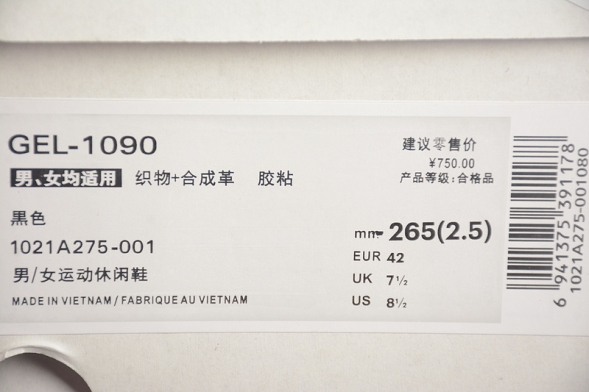 GEL-1090
男、女均适用 织物+合成革 胶粘
黑色
1021A275-001
男/女运动休闲鞋
MADE IN VIETNAM / FABRIQUE AU VIETNAM
建议零售价
¥750.00
产品等级:合格品
mm- 265(2.5)
EUR 42
UK 7½
US 8½
6 941375 391178
1021A275-001080